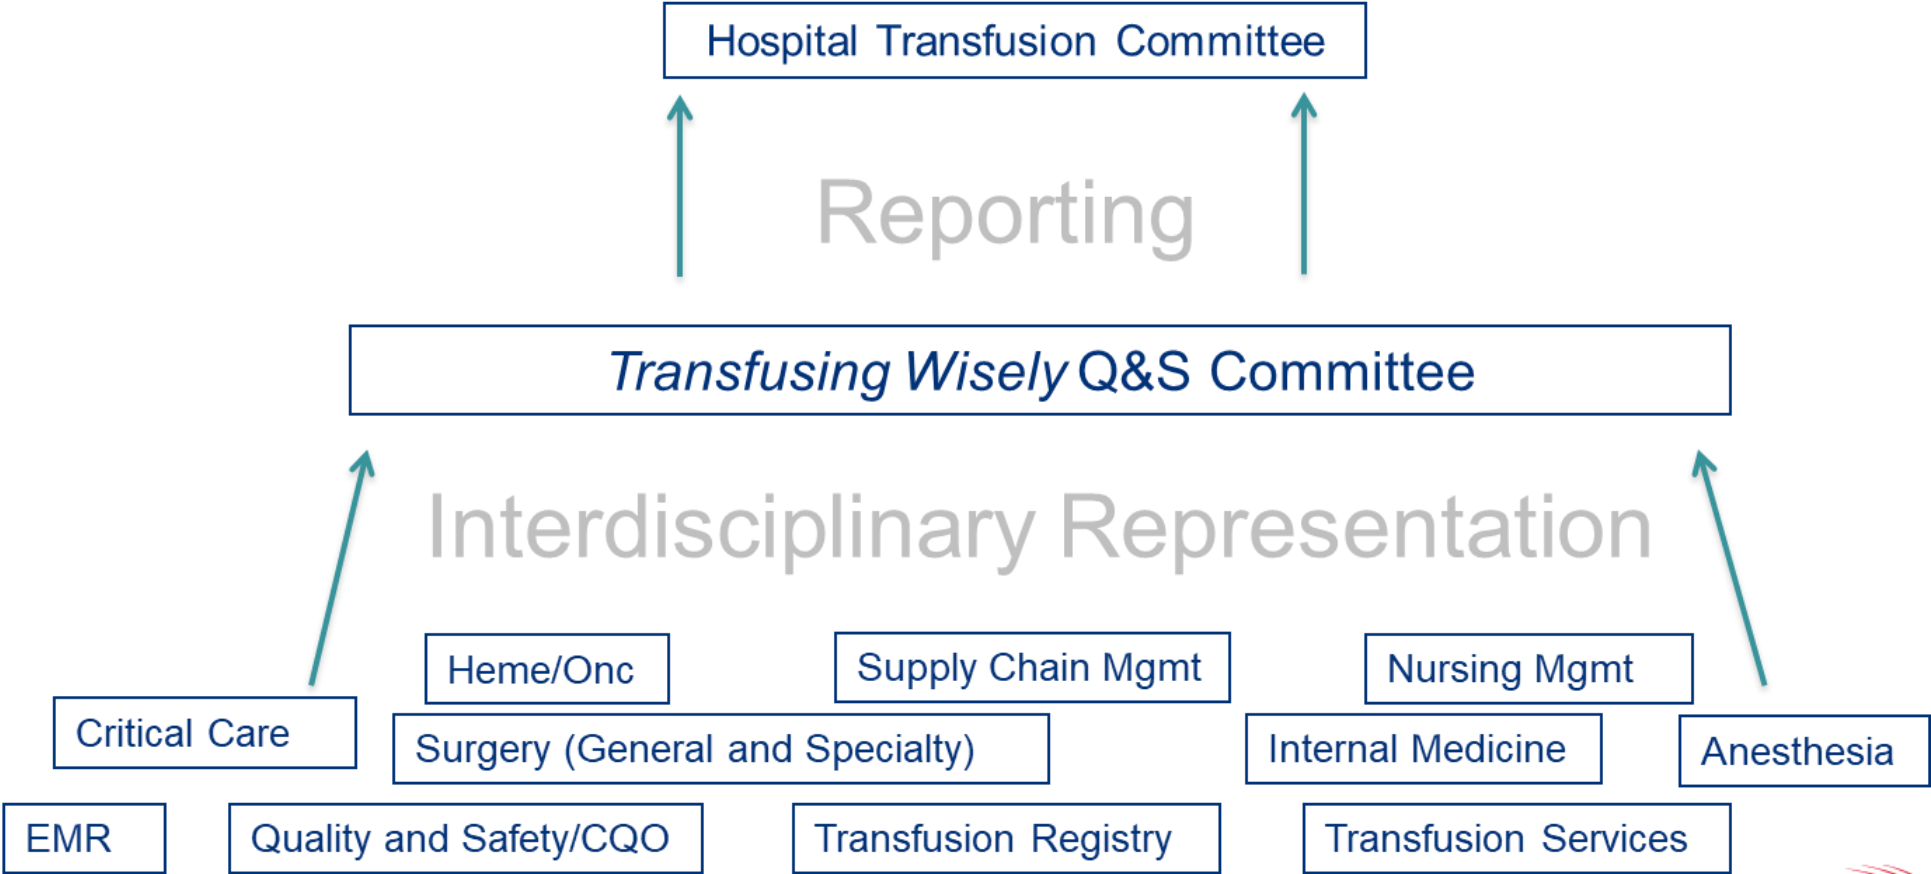 Hospital Transfusion Committee
Reporting
Transfusing Wisely Q&S Committee
Interdisciplinary Representation
Heme/Onc
Supply Chain Mgmt
Nursing Mgmt
Critical Care
Surgery (General and Specialty)
Internal Medicine
Anesthesia
EMR
Quality and Safety/CQO
Transfusion Registry
Transfusion Services